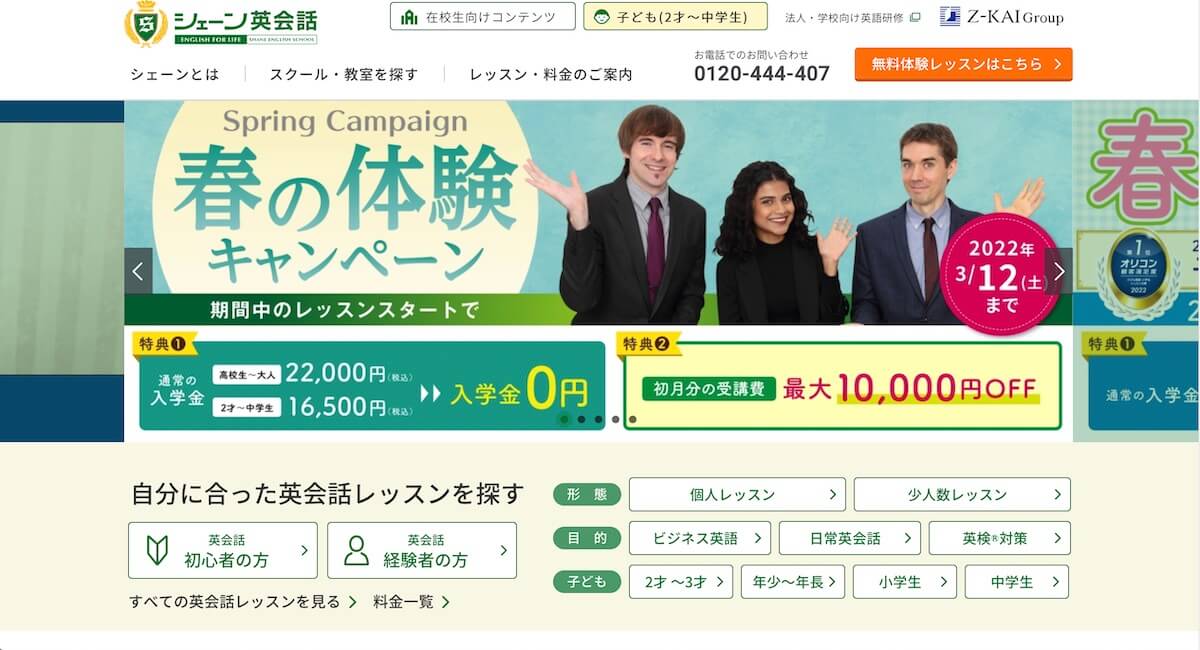 シェーン英会話
ENGLISH FOR LIFE SHANE ENGLISH SCHOOL
在校生向けコンテンツ
子ども(2才～中学生)
法人・学校向け英語研修
Z-KAI Group
シェーンとは
スクール・教室を探す
レッスン・料金のご案内
お電話でのお問い合わせ
0120-444-407
無料体験レッスンはこちら
Spring Campaign
春の体験
キャンペーン
期間中のレッスンスタートで
2022年
3/12(土)
まで
春
第1位
オリコン
顧客満足度
2022
特典❶
通常の
入学金
高校生～大人 22,000円(税込)
2才～中学生 16,500円(税込)
入学金0円
特典❷
初月分の受講費 最大10,000円OFF
特典❶
通常の入学金
自分に合った英会話レッスンを探す
英会話
初心者の方
英会話
経験者の方
すべての英会話レッスンを見る
料金一覧
形 態
個人レッスン
少人数レッスン
目 的
ビジネス英語
日常英会話
英検®対策
子ども
2才～3才
年少～年長
小学生
中学生